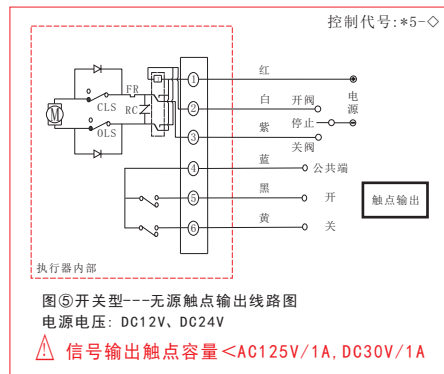 控制代号:*5-◇
红
白 开阀
电源
停止
紫
关阀
蓝 公共端
黑 开
黄 关
触点输出
① ② ③ ④ ⑤ ⑥
M
CLS
OLS
FR
RC
执行器内部
图⑤开关型---无源触点输出线路图
电源电压: DC12V、DC24V
信号输出触点容量<AC125V/1A, DC30V/1A